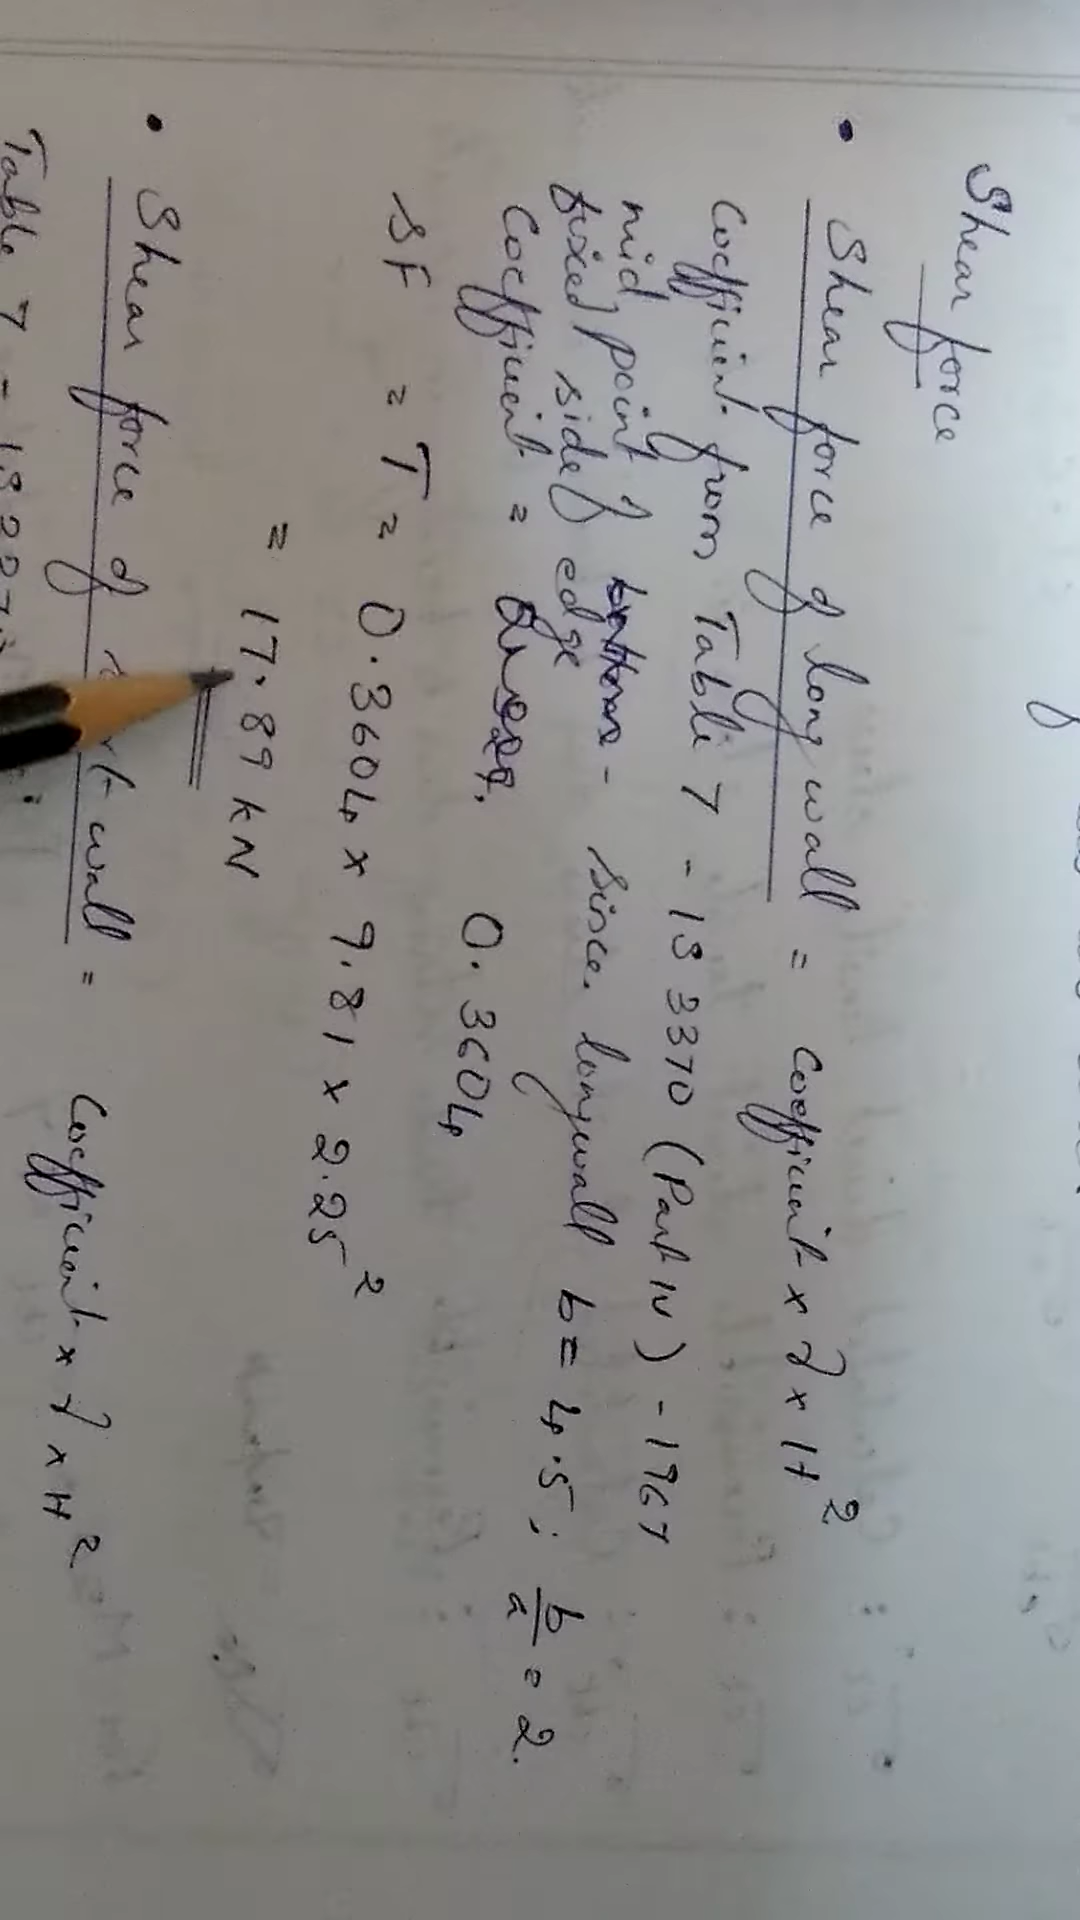 Shear force
• Shear force of long wall = Coefficient × γ × H²
Coefficient from Table 7 - IS 3370 (Part IV) - 1967
mid point of - Since. long wall b = 4.5 ; b/a = 2.
fixed side edge
Coefficient = 0.3604
SF = T = 0.3604 × 9.81 × 2.25²
= 17.89 kN
• Shear force of wall = Coefficient × γ × H²
Table 7 -